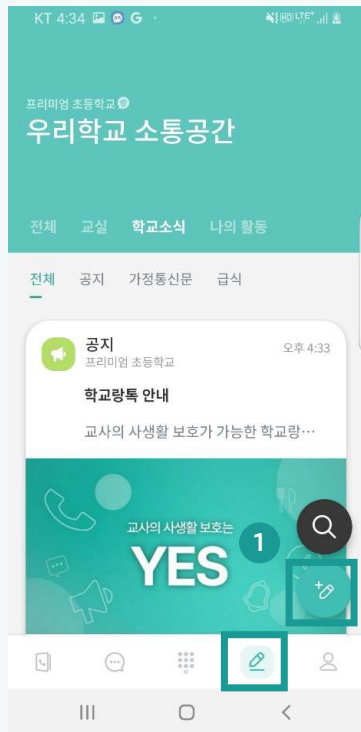 KT 4:34
프리미엄 초등학교
우리학교 소통공간
전체 교실 학교소식 나의 활동
전체 공지 가정통신문 급식
공지 오후 4:33
프리미엄 초등학교
학교랑톡 안내
교사의 사생활 보호가 가능한 학교랑…
교사의 사생활 보호는
YES
1